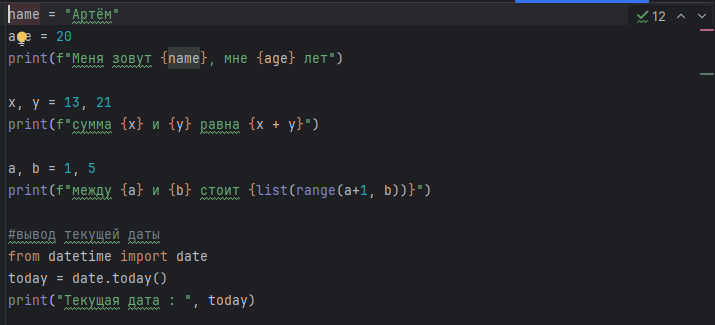 name = "Артём"
12
age = 20
print(f"Меня зовут {name}, мне {age} лет")
x, y = 13, 21
print(f"сумма {x} и {y} равна {x + y}")
a, b = 1, 5
print(f"между {a} и {b} стоит {list(range(a+1, b))}")
#вывод текущей даты
from datetime import date
today = date.today()
print("Текущая дата : ", today)